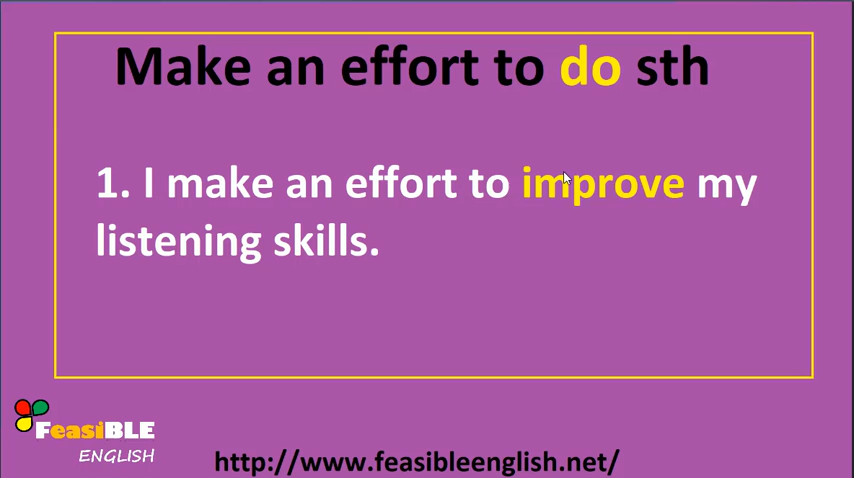 Make an effort to do sth
1. I make an effort to improve my
listening skills.
FeasiBLE
ENGLISH
http://www.feasibleenglish.net/